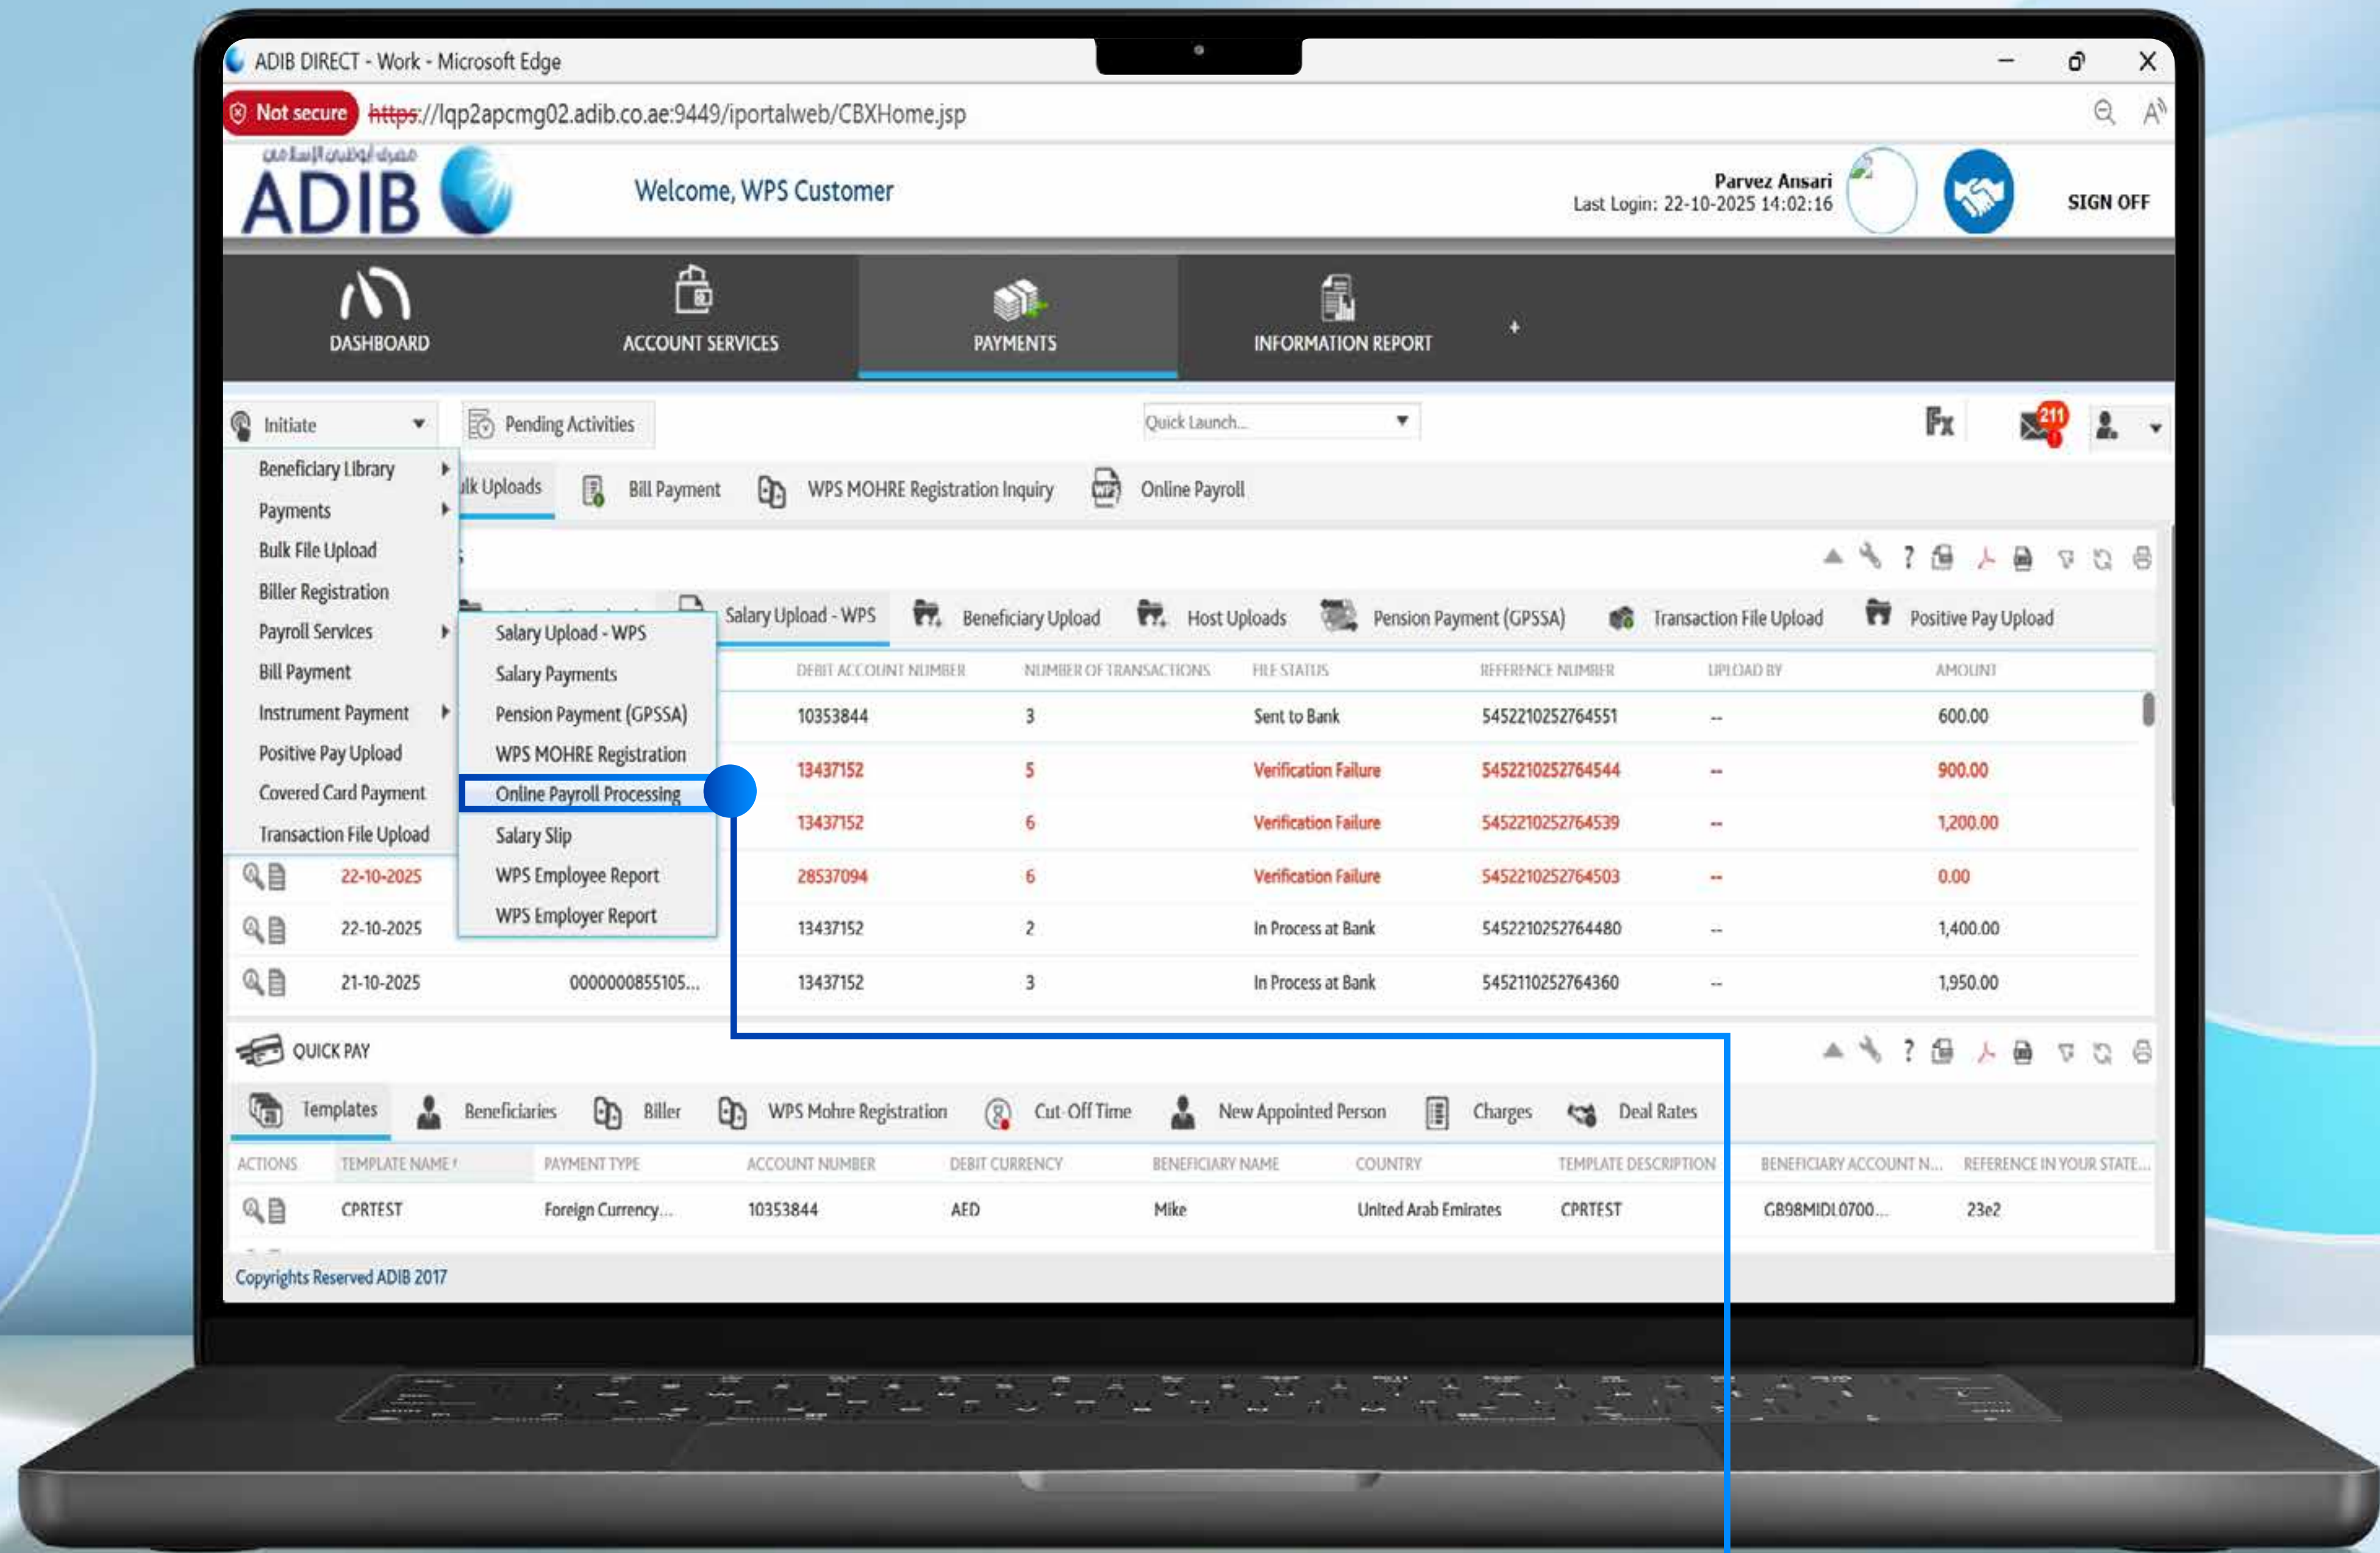 ADIB DIRECT - Work - Microsoft Edge
Not secure https://lqp2apcmg02.adib.co.ae:9449/iportalweb/CBXHome.jsp
مصرف أبوظبي الإسلامي
ADIB
Welcome, WPS Customer
Parvez Ansari
Last Login: 22-10-2025 14:02:16
SIGN OFF
DASHBOARD ACCOUNT SERVICES PAYMENTS INFORMATION REPORT +
Initiate Pending Activities Quick Launch... Fx 211
Beneficiary Library
Payments
Bulk File Upload
Biller Registration
Payroll Services
Bill Payment
Instrument Payment
Positive Pay Upload
Covered Card Payment
Transaction File Upload
Salary Upload - WPS
Salary Payments
Pension Payment (GPSSA)
WPS MOHRE Registration
Online Payroll Processing
Salary Slip
WPS Employee Report
WPS Employer Report
ulk Uploads Bill Payment WPS MOHRE Registration Inquiry Online Payroll
Salary Upload - WPS Beneficiary Upload Host Uploads Pension Payment (GPSSA) Transaction File Upload Positive Pay Upload
DEBIT ACCOUNT NUMBER NUMBER OF TRANSACTIONS FILE STATUS REFERENCE NUMBER UPLOAD BY AMOUNT
10353844 3 Sent to Bank 5452210252764551 -- 600.00
13437152 5 Verification Failure 5452210252764544 -- 900.00
13437152 6 Verification Failure 5452210252764539 -- 1,200.00
22-10-2025 28537094 6 Verification Failure 5452210252764503 -- 0.00
22-10-2025 13437152 2 In Process at Bank 5452210252764480 -- 1,400.00
21-10-2025 0000000855105... 13437152 3 In Process at Bank 5452110252764360 -- 1,950.00
QUICK PAY
Templates Beneficiaries Biller WPS Mohre Registration Cut-Off Time New Appointed Person Charges Deal Rates
ACTIONS TEMPLATE NAME PAYMENT TYPE ACCOUNT NUMBER DEBIT CURRENCY BENEFICIARY NAME COUNTRY TEMPLATE DESCRIPTION BENEFICIARY ACCOUNT N... REFERENCE IN YOUR STATE...
CPRTEST Foreign Currency... 10353844 AED Mike United Arab Emirates CPRTEST GB98MIDL0700... 23e2
Copyrights Reserved ADIB 2017